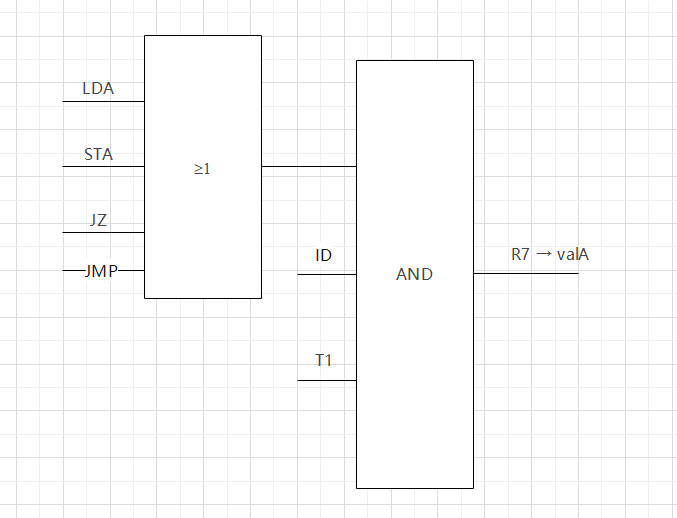 LDA
STA
≥1
JZ
JMP
ID
AND
R7 → valA
T1